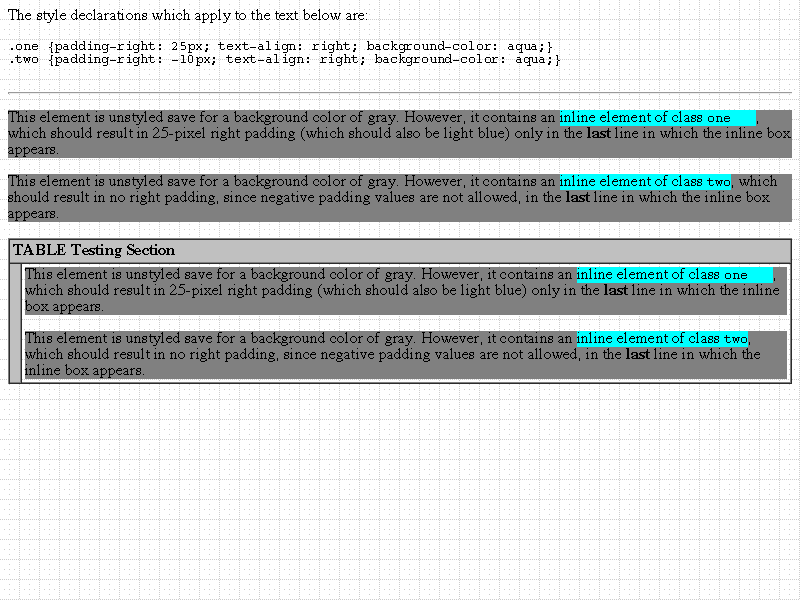 The style declarations which apply to the text below are:
.one {padding-right: 25px; text-align: right; background-color: aqua;}
.two {padding-right: -10px; text-align: right; background-color: aqua;}
This element is unstyled save for a background color of gray. However, it contains an inline element of class one ,
which should result in 25-pixel right padding (which should also be light blue) only in the last line in which the inline box
appears.
This element is unstyled save for a background color of gray. However, it contains an inline element of class two, which
should result in no right padding, since negative padding values are not allowed, in the last line in which the inline box
appears.
TABLE Testing Section
This element is unstyled save for a background color of gray. However, it contains an inline element of class one ,
which should result in 25-pixel right padding (which should also be light blue) only in the last line in which the inline
box appears.
This element is unstyled save for a background color of gray. However, it contains an inline element of class two,
which should result in no right padding, since negative padding values are not allowed, in the last line in which the
inline box appears.